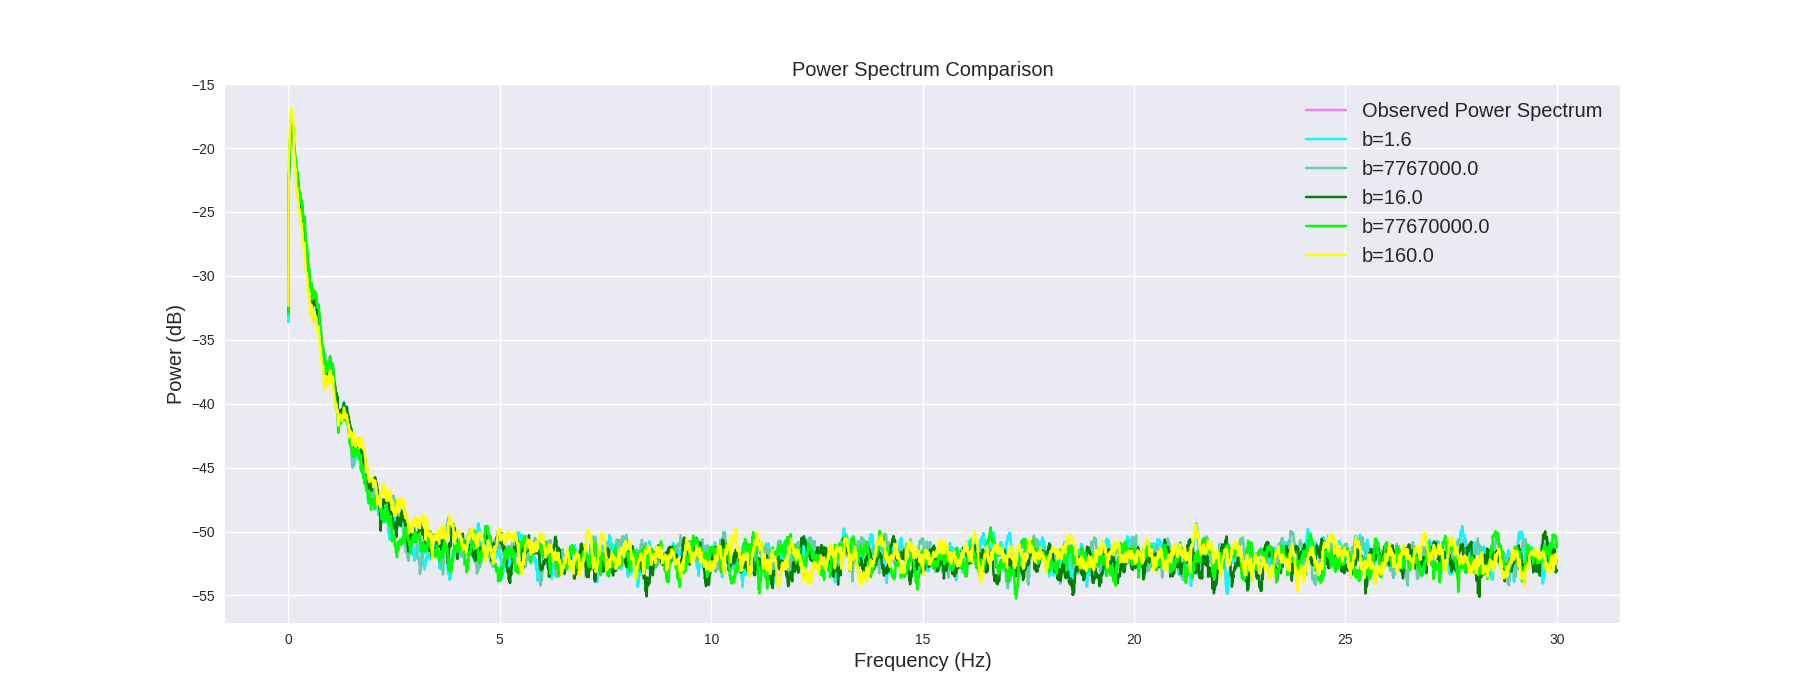 Power Spectrum Comparison
Observed Power Spectrum
b=1.6
b=7767000.0
b=16.0
b=77670000.0
b=160.0
Power (dB)
−15
−20
−25
−30
−35
−40
−45
−50
−55
0 5 10 15 20 25 30
Frequency (Hz)